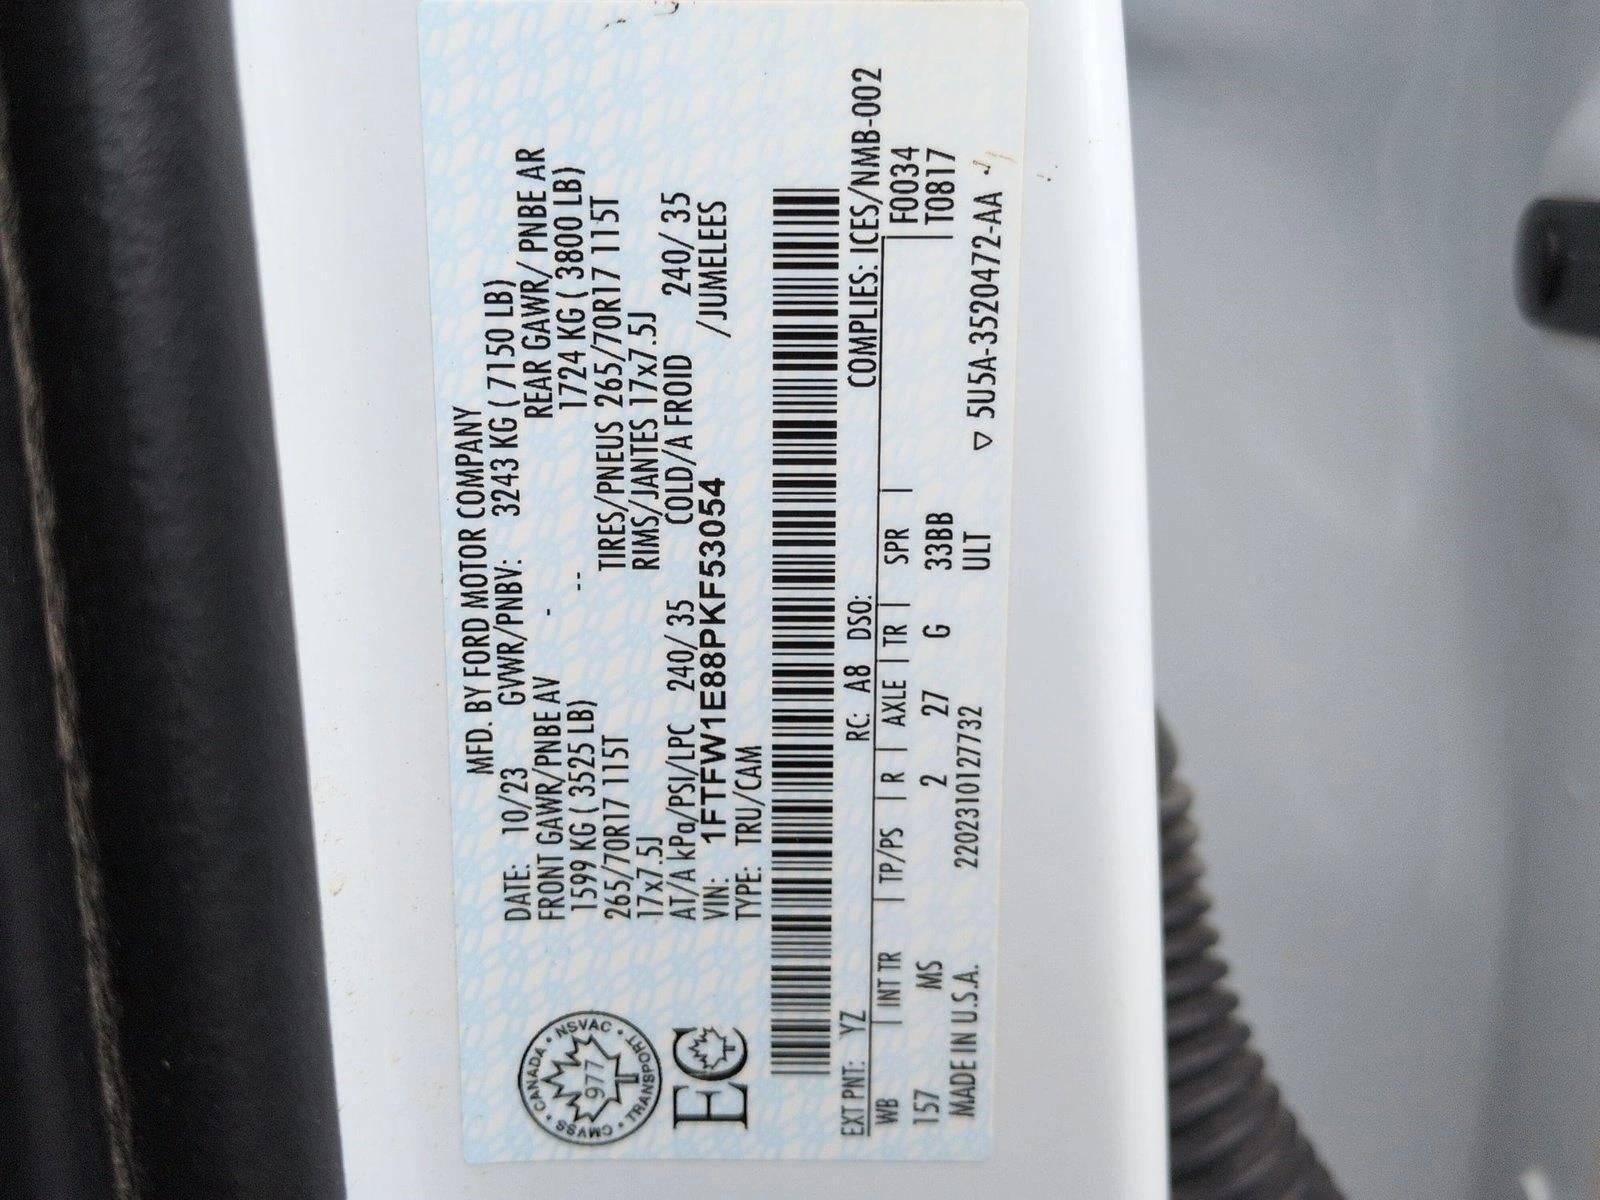 MFD. BY FORD MOTOR COMPANY
DATE: 10/23 GVWR/PNBV: 3243 KG ( 7150 LB)
FRONT GAWR/PNBE AV - REAR GAWR/ PNBE AR
1599 KG ( 3525 LB) -- 1724 KG ( 3800 LB)
265/70R17 115T TIRES/PNEUS 265/70R17 115T
17x7.5J RIMS/JANTES 17x7.5J
AT/A kPa/PSI/LPC 240/ 35 COLD/A FROID 240/ 35
VIN: 1FTFW1E88PKF53054 /JUMELEES
TYPE: TRU/CAM
CANADA • NSVAC • TRANSPORT • CMVSS •
977
EC
COMPLIES: ICES/NMB-002
EXT PNT: YZ RC: A8 DSO: F0034
WB INT TR TP/PS R AXLE TR SPR T0817
157 MS 2 27 G 33BB
ULT
MADE IN U.S.A. 220231012​7732 ▽ 5U5A-3520472-AA